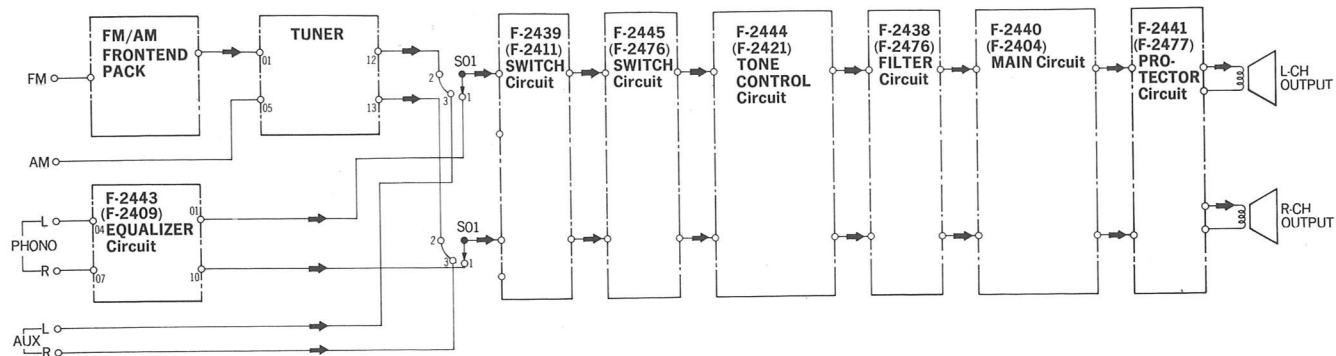 FM/AM
FRONTEND
PACK
FM
AM
TUNER
01
05
12
13
F-2443
(F-2409)
EQUALIZER
Circuit
04
07
01
10
L
PHONO
R
L
AUX
R
2
3
1
S01
2
3
1
S01
F-2439
(F-2411)
SWITCH
Circuit
F-2445
(F-2476)
SWITCH
Circuit
F-2444
(F-2421)
TONE
CONTROL
Circuit
F-2438
(F-2476)
FILTER
Circuit
F-2440
(F-2404)
MAIN Circuit
F-2441
(F-2477)
PRO-
TECTOR
Circuit
L-CH
OUTPUT
R-CH
OUTPUT